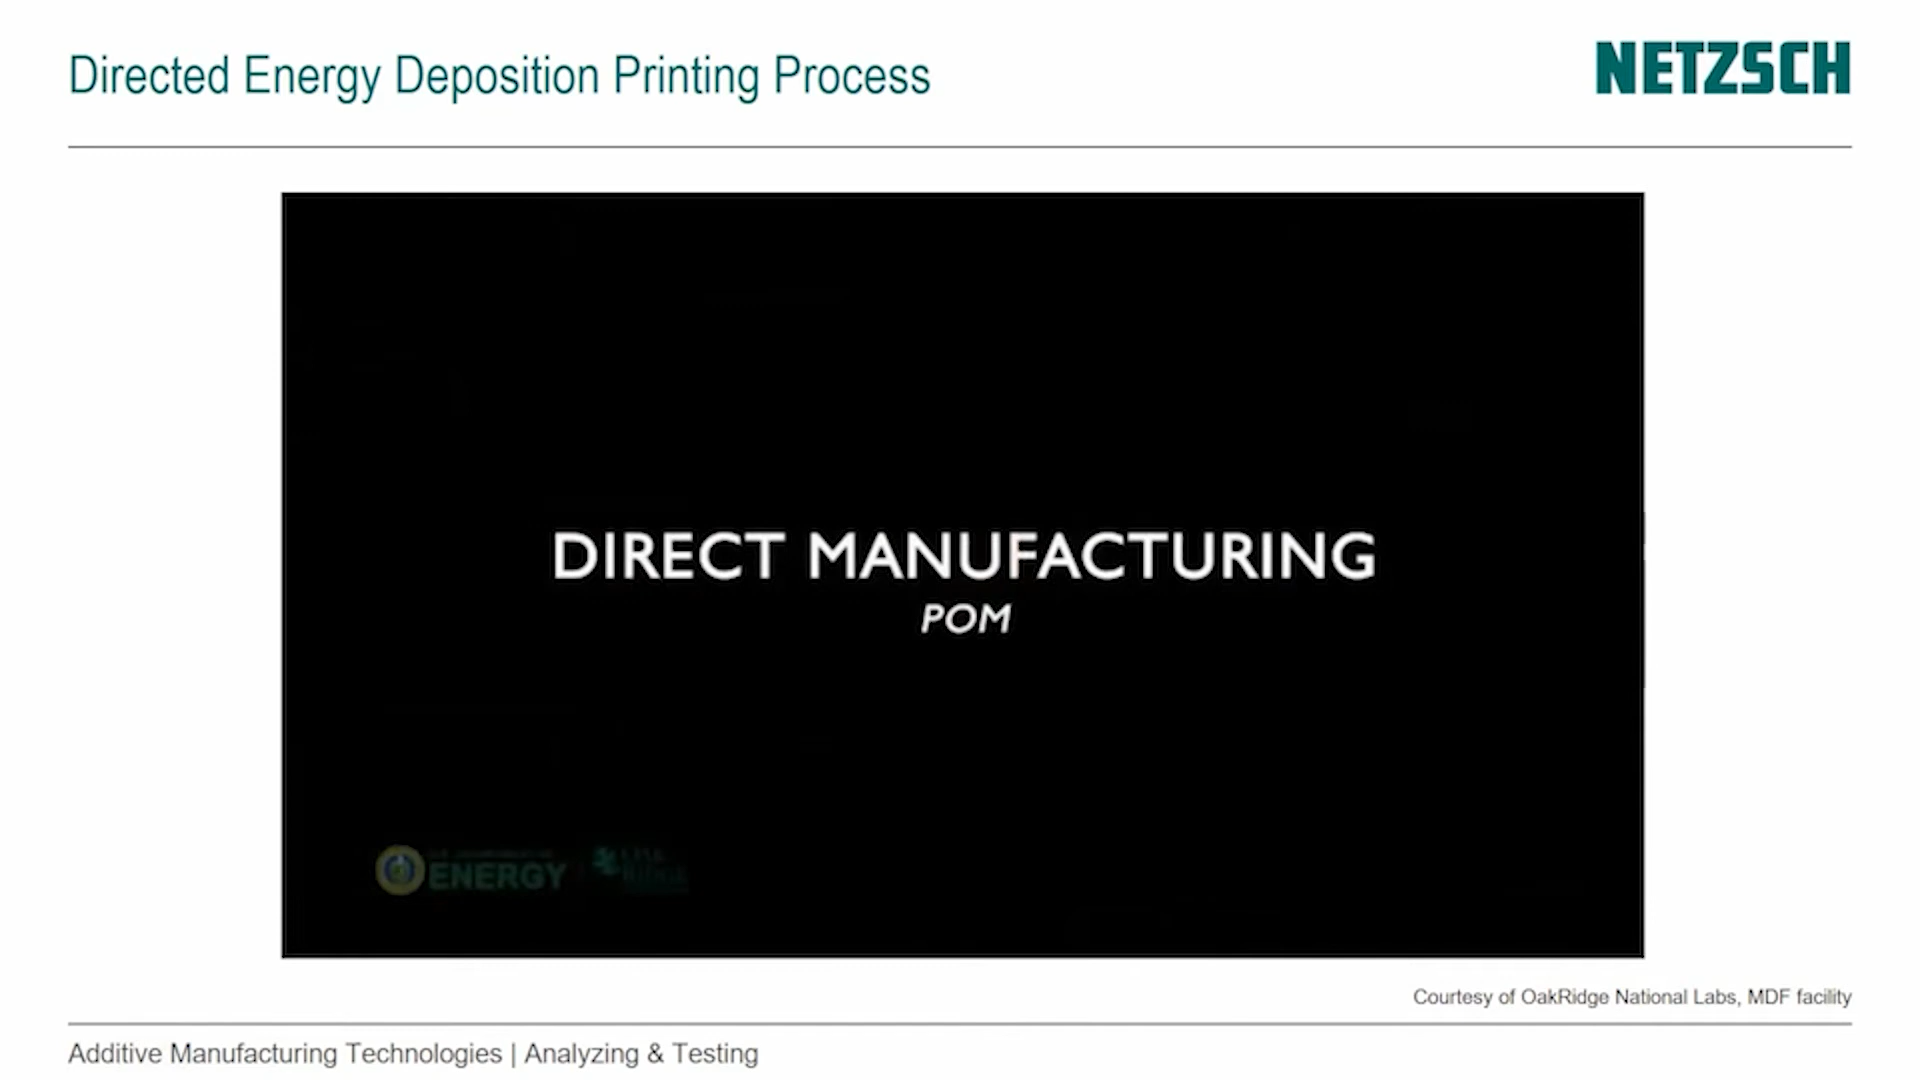 Directed Energy Deposition Printing Process
NETZSCH
DIRECT MANUFACTURING
POM
ENERGY
Courtesy of OakRidge National Labs, MDF facility
Additive Manufacturing Technologies | Analyzing & Testing